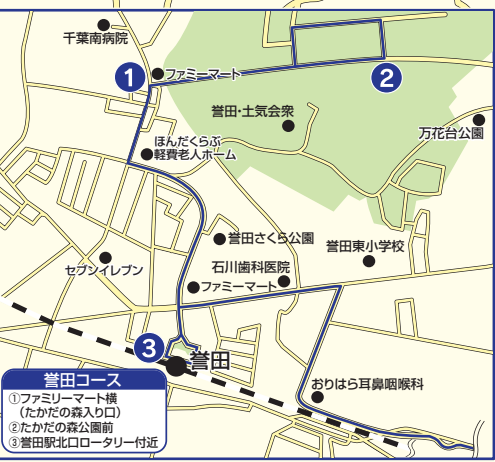 千葉南病院
①
ファミーマート
②
誉田・土気会衆
万花台公園
ほんだくらぶ
軽費老人ホーム
誉田さくら公園
誉田東小学校
セブンイレブン
石川歯科医院
ファミーマート
③
誉田
おりはら耳鼻咽喉科
誉田コース
①ファミリーマート横
（たかだの森入り口）
②たかだの森公園前
③誉田駅北口ロータリー付近